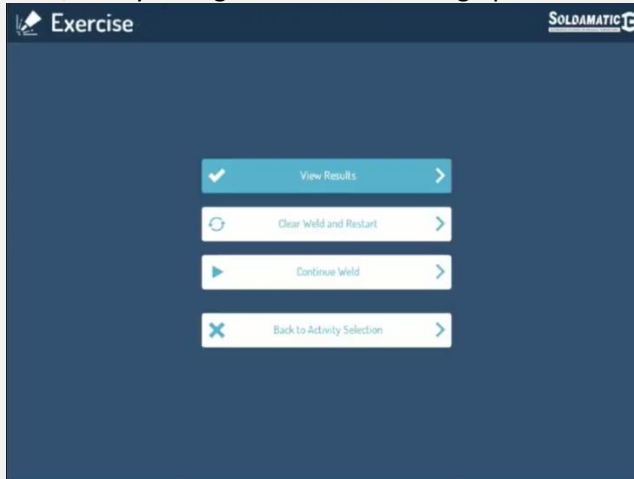 Exercise
SOLDAMATIC
View Results
Clear Weld and Restart
Continue Weld
Back to Activity Selection